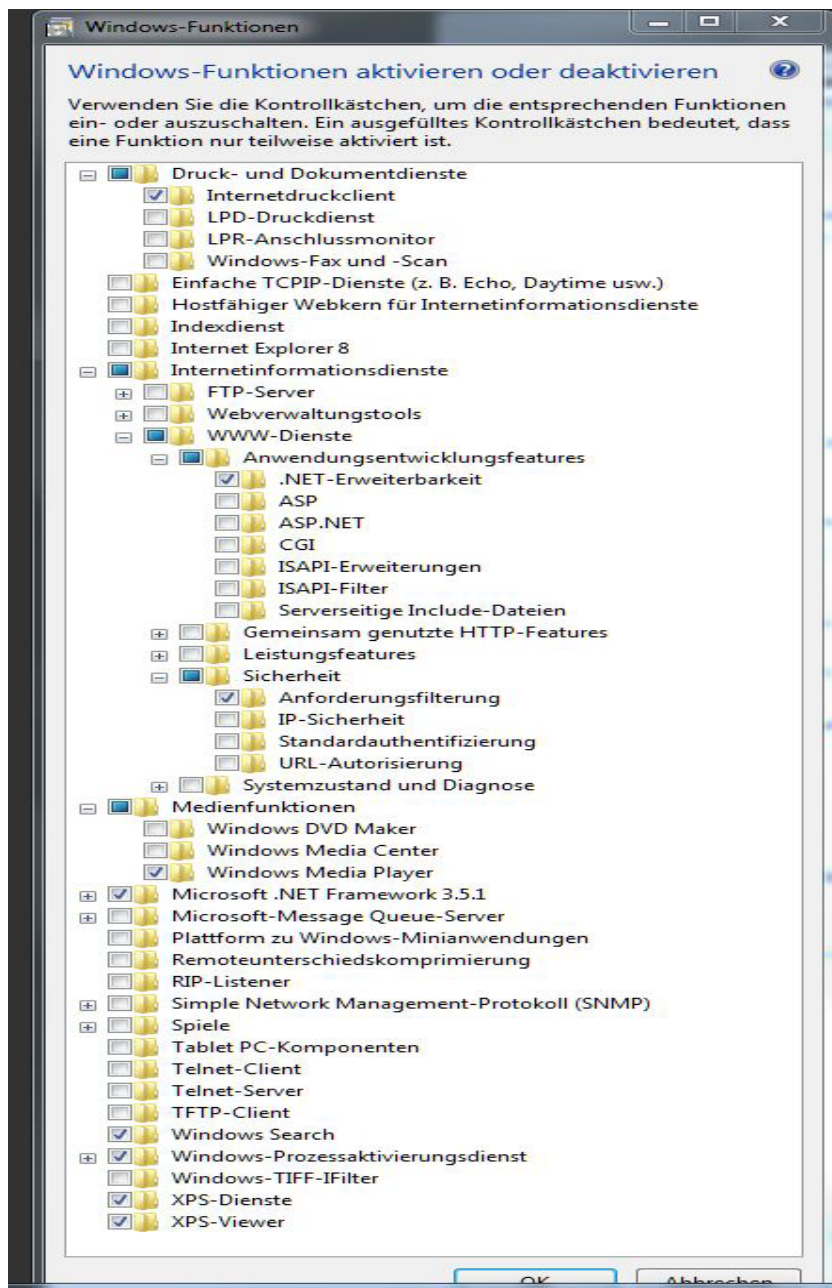 Windows-Funktionen
Windows-Funktionen aktivieren oder deaktivieren
Verwenden Sie die Kontrollkästchen, um die entsprechenden Funktionen
ein- oder auszuschalten. Ein ausgefülltes Kontrollkästchen bedeutet, dass
eine Funktion nur teilweise aktiviert ist.
Druck- und Dokumentdienste
Internetdruckclient
LPD-Druckdienst
LPR-Anschlussmonitor
Windows-Fax und -Scan
Einfache TCPIP-Dienste (z. B. Echo, Daytime usw.)
Hostfähiger Webkern für Internetinformationsdienste
Indexdienst
Internet Explorer 8
Internetinformationsdienste
FTP-Server
Webverwaltungstools
WWW-Dienste
Anwendungsentwicklungsfeatures
.NET-Erweiterbarkeit
ASP
ASP.NET
CGI
ISAPI-Erweiterungen
ISAPI-Filter
Serverseitige Include-Dateien
Gemeinsam genutzte HTTP-Features
Leistungsfeatures
Sicherheit
Anforderungsfilterung
IP-Sicherheit
Standardauthentifizierung
URL-Autorisierung
Systemzustand und Diagnose
Medienfunktionen
Windows DVD Maker
Windows Media Center
Windows Media Player
Microsoft .NET Framework 3.5.1
Microsoft-Message Queue-Server
Plattform zu Windows-Minianwendungen
Remoteunterschiedskomprimierung
RIP-Listener
Simple Network Management-Protokoll (SNMP)
Spiele
Tablet PC-Komponenten
Telnet-Client
Telnet-Server
TFTP-Client
Windows Search
Windows-Prozessaktivierungsdienst
Windows-TIFF-IFilter
XPS-Dienste
XPS-Viewer
OK Abbrechen